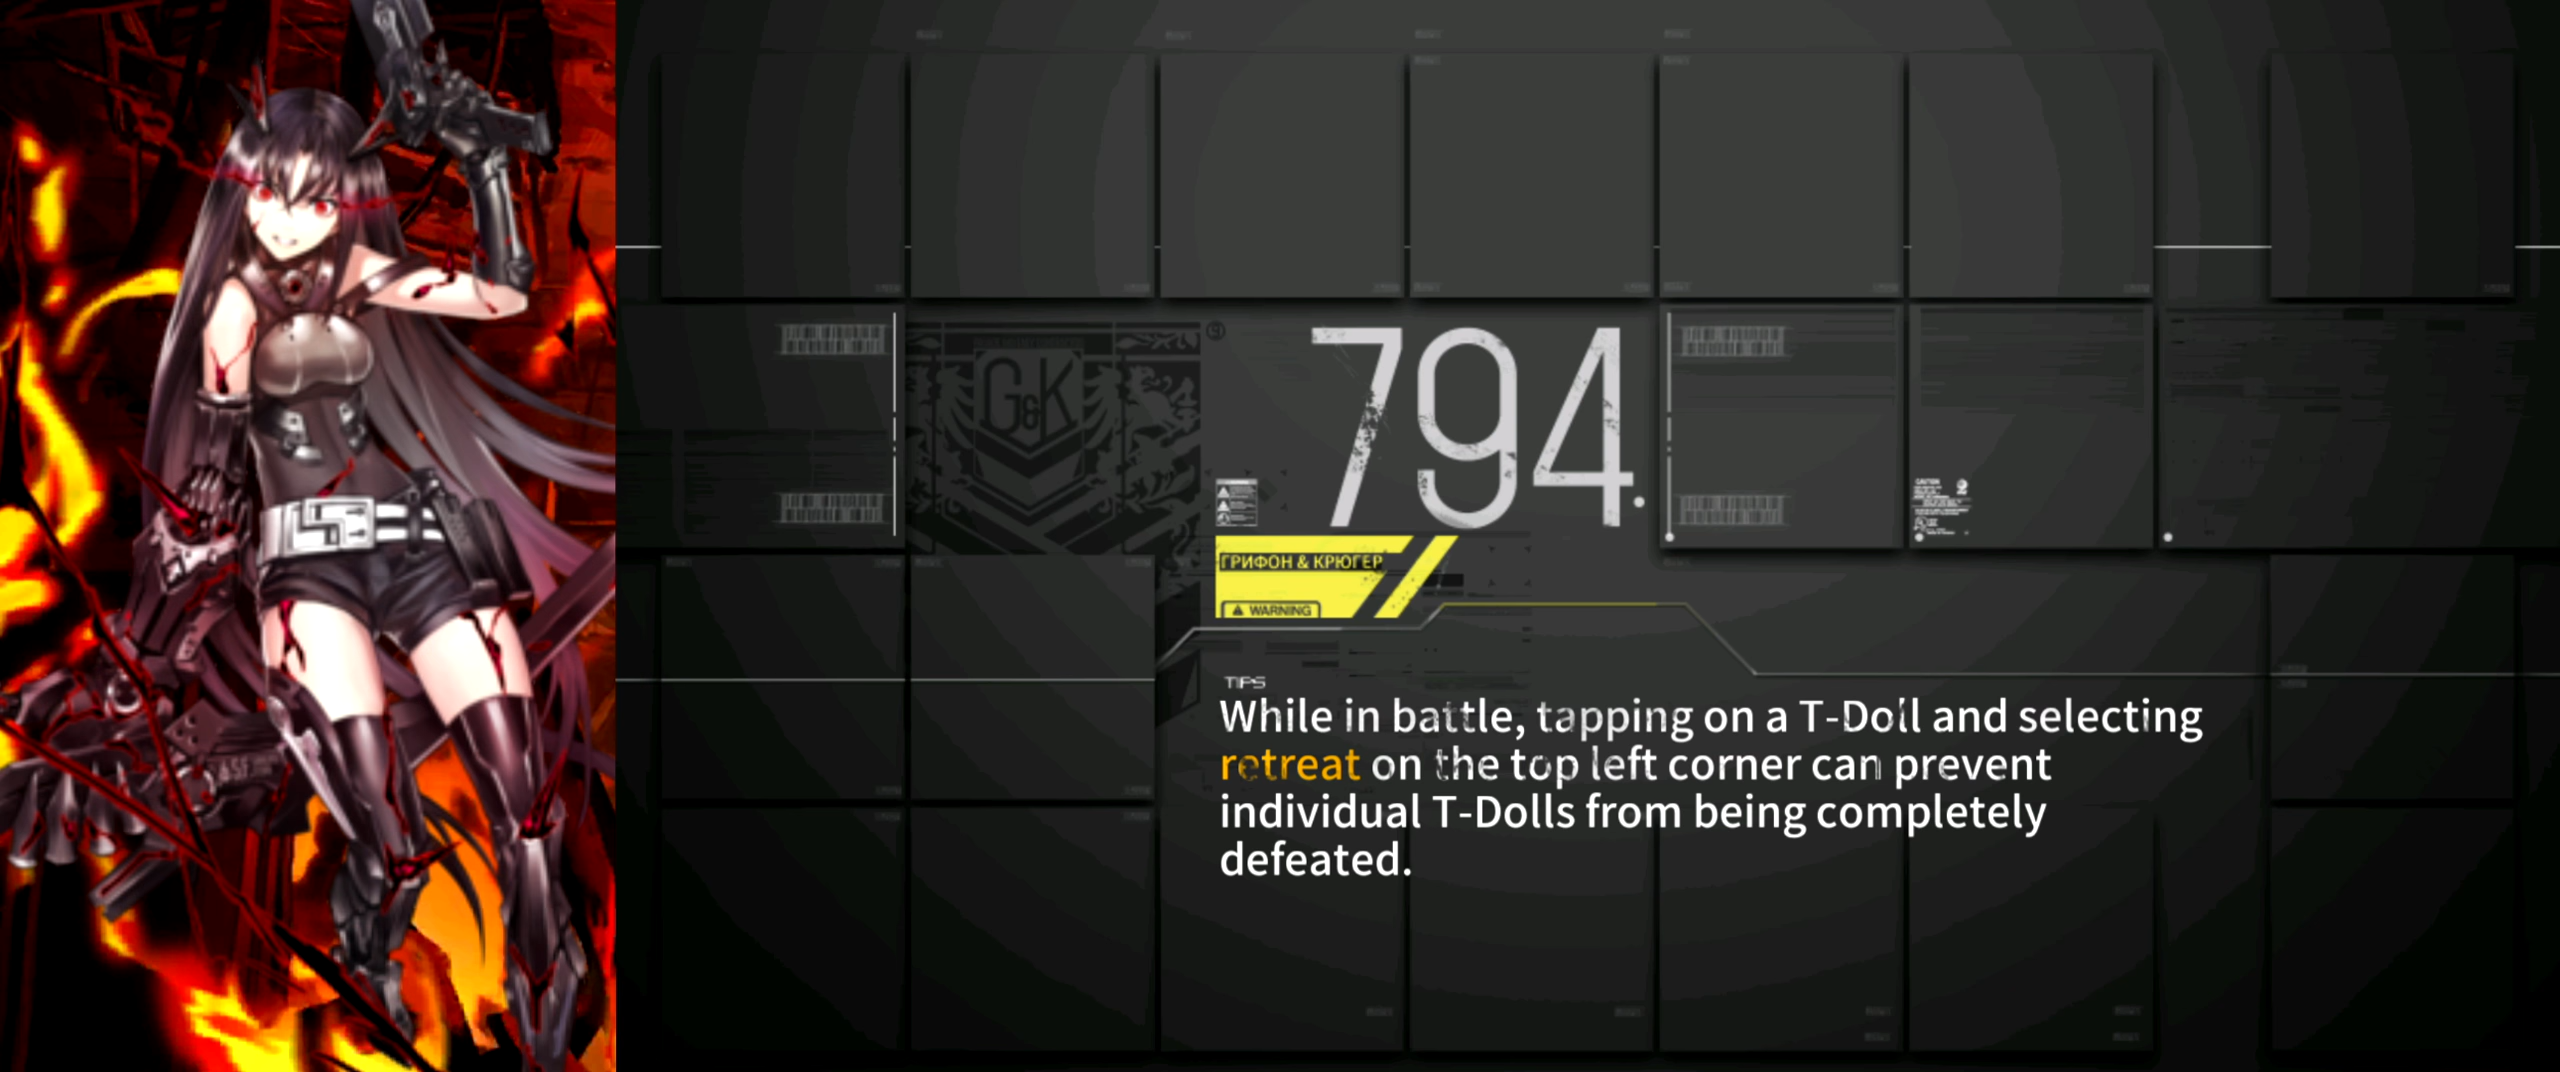 G&K
794.
ГРИФОН & КРЮГЕР
WARNING
TIPS
While in battle, tapping on a T-Doll and selecting
retreat on the top left corner can prevent
individual T-Dolls from being completely
defeated.
CAUTION